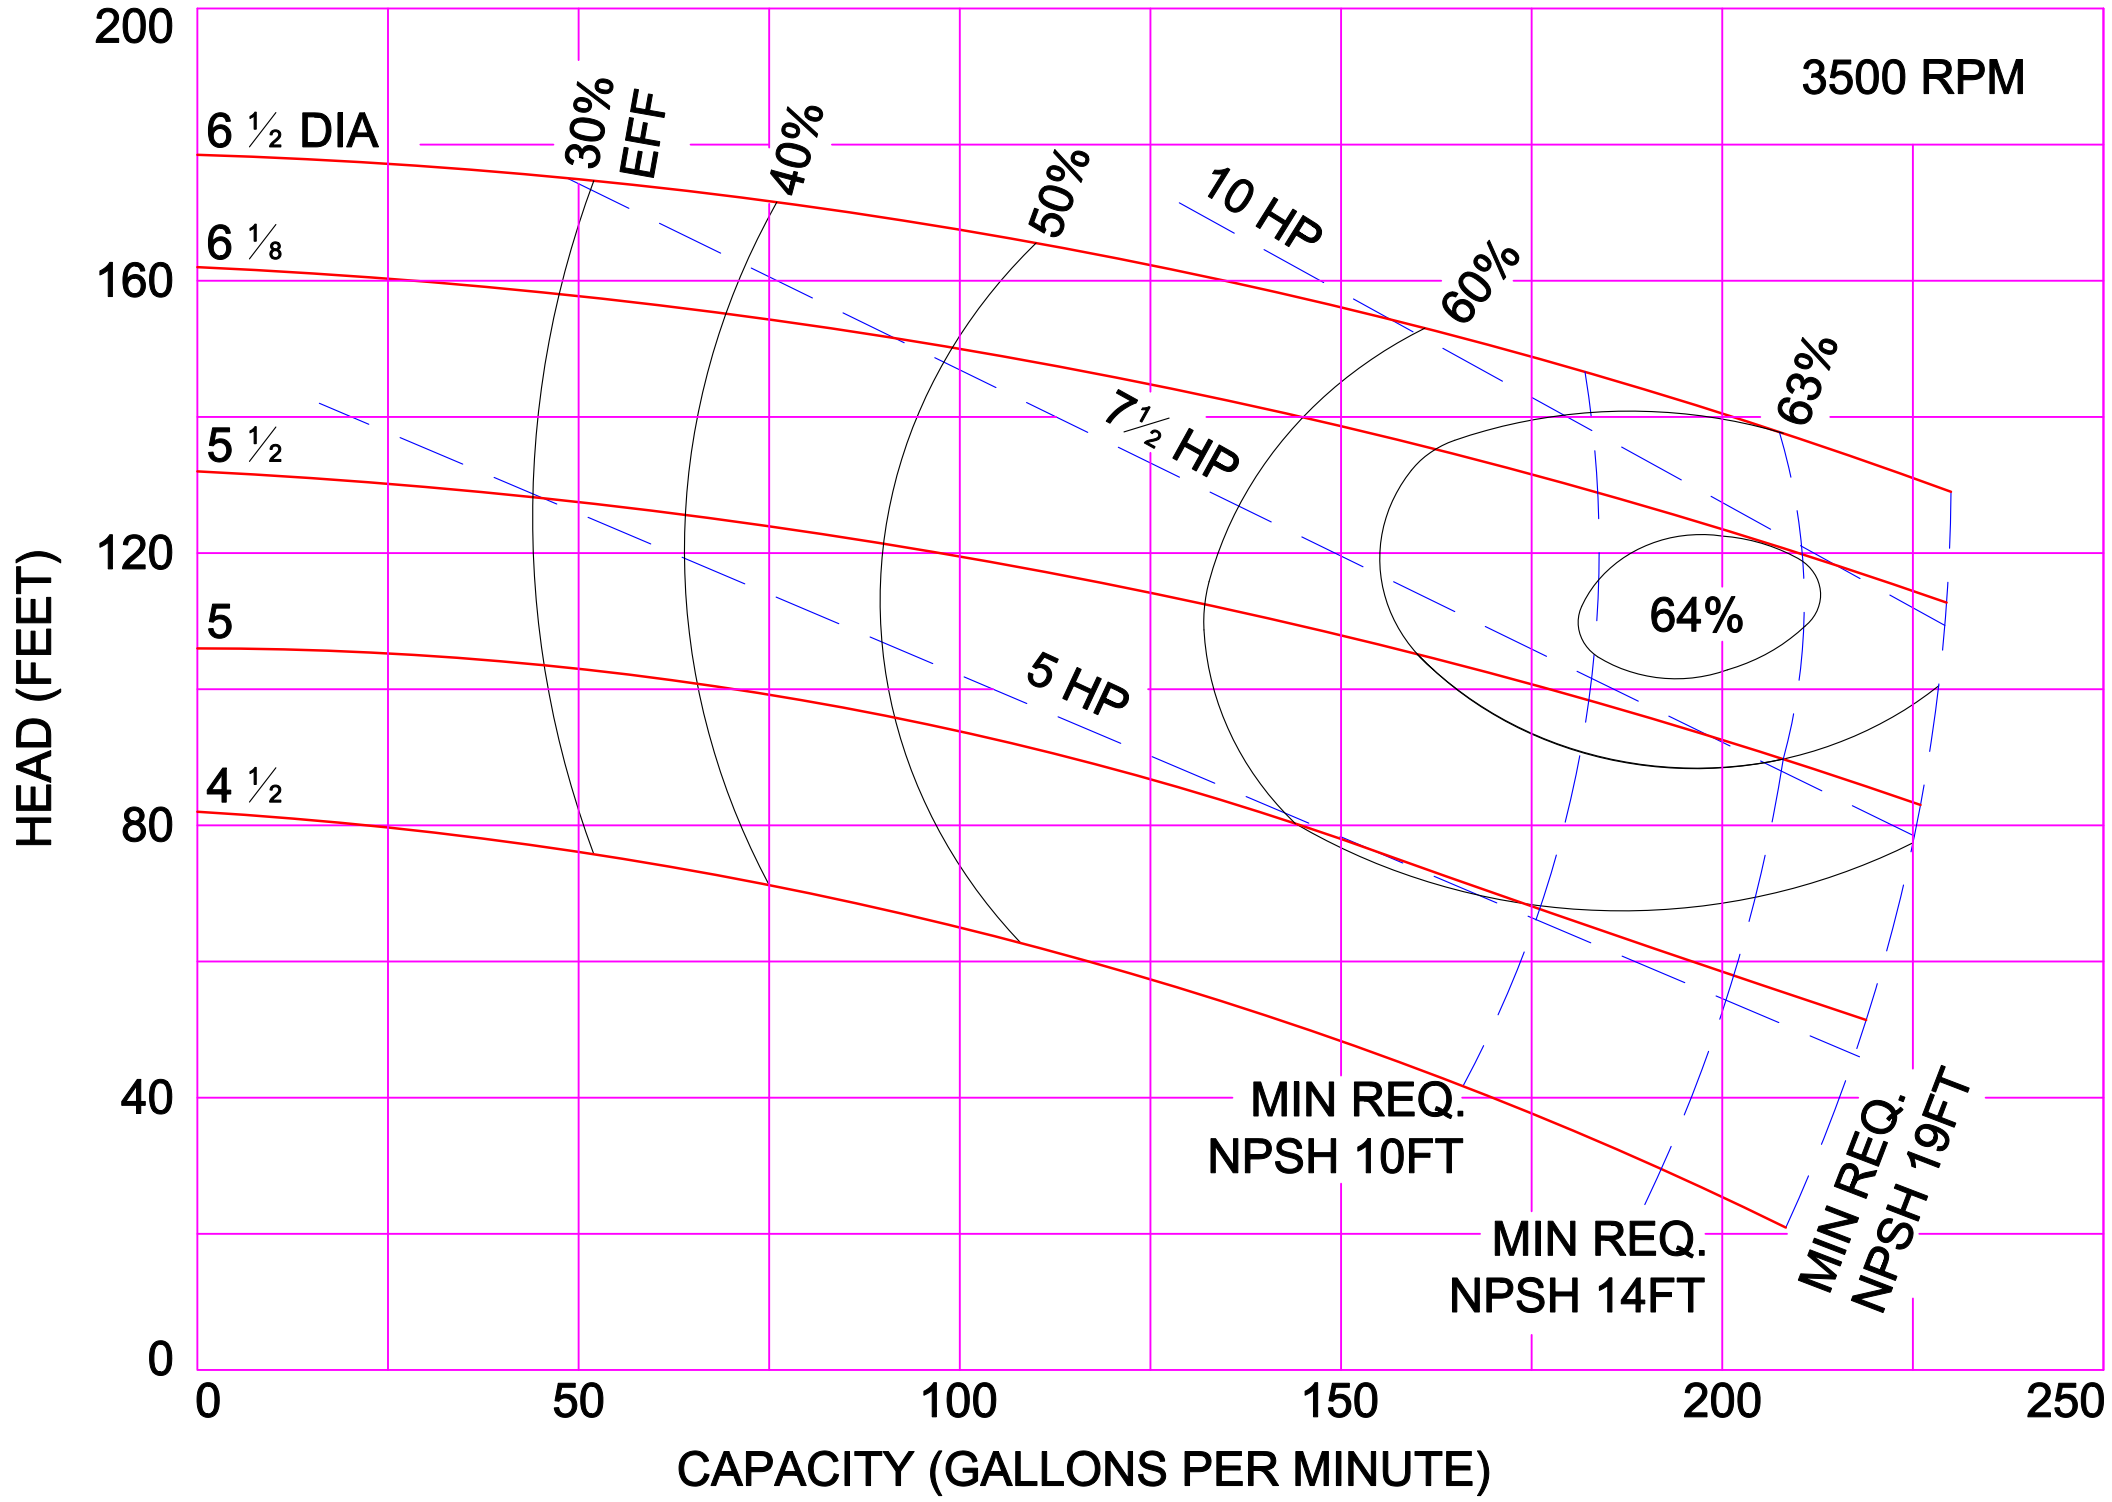 200
3500 RPM
30%
EFF
40%
6 ½ DIA
50%
10 HP
6 ⅛
160
60%
63%
7½ HP
5 ½
120
5
64%
5 HP
HEAD (FEET)
4 ½
80
40
MIN REQ.
NPSH 10FT
MIN REQ.
NPSH 14FT
MIN REQ.
NPSH 19FT
0
0
50
100
150
200
250
CAPACITY (GALLONS PER MINUTE)